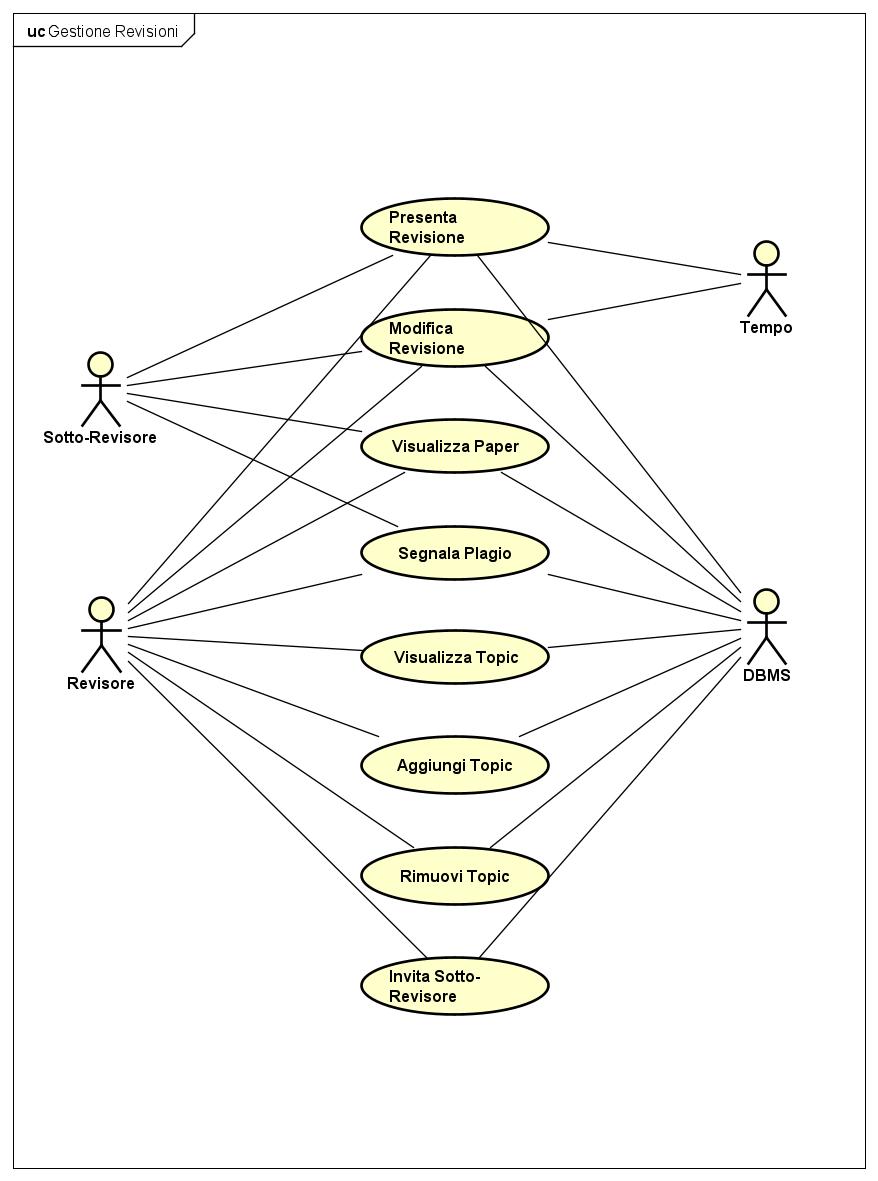 uc Gestione Revisioni
Presenta
Revisione
Tempo
Modifica
Revisione
Sotto-Revisore
Visualizza Paper
Segnala Plagio
Visualizza Topic
Revisore
DBMS
Aggiungi Topic
Rimuovi Topic
Invita Sotto-
Revisore